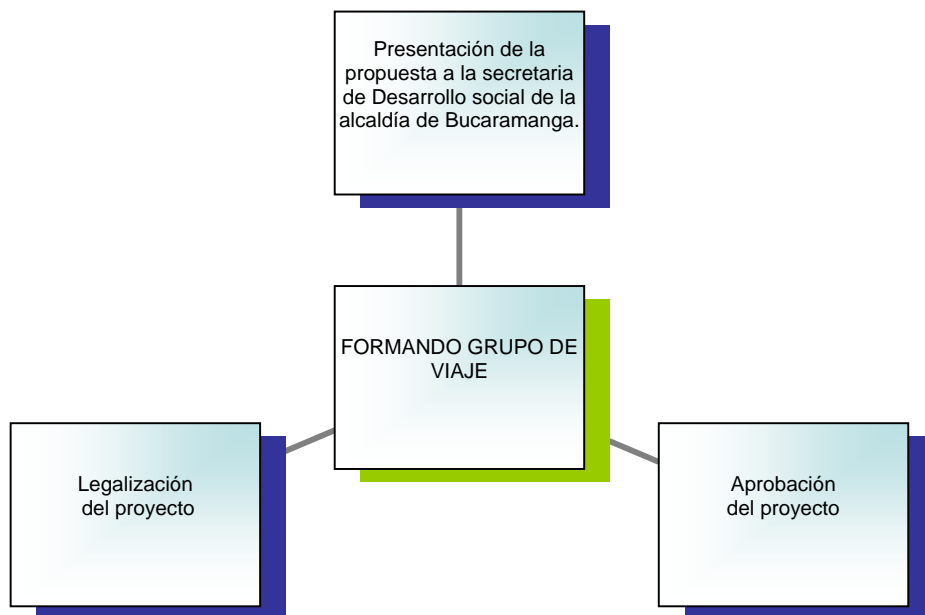 Presentación de la
propuesta a la secretaria
de Desarrollo social de la
alcaldía de Bucaramanga.
FORMANDO GRUPO DE
VIAJE
Legalización
del proyecto
Aprobación
del proyecto